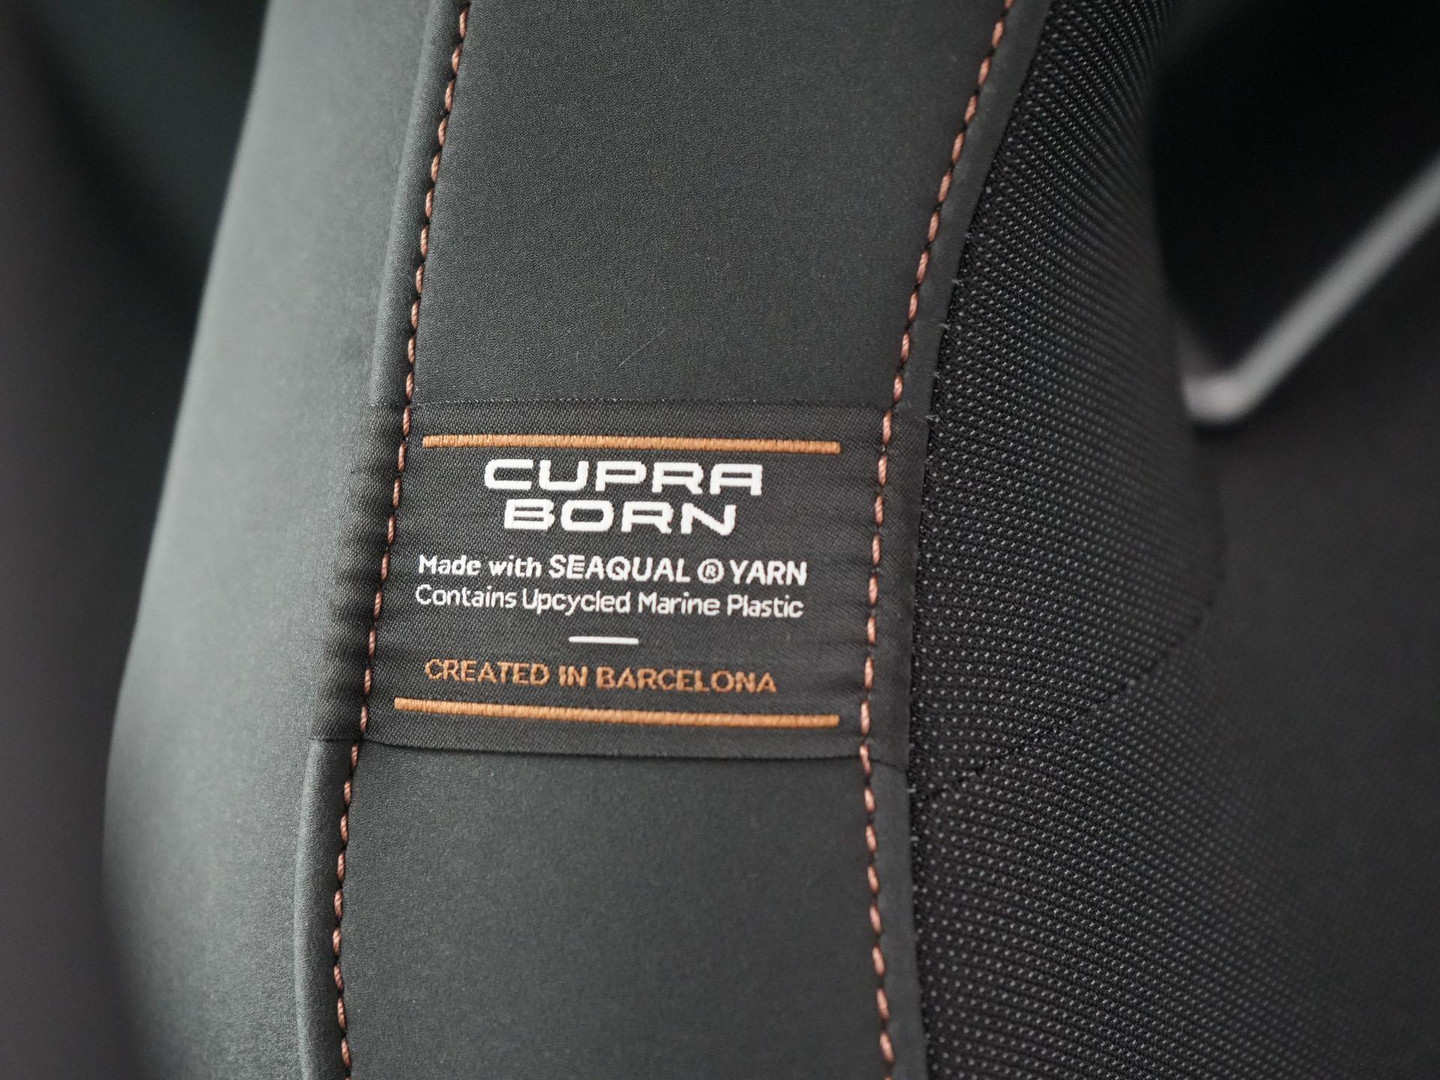 CUPRA
BORN
Made with SEAQUAL ® YARN
Contains Upcycled Marine Plastic
CREATED IN BARCELONA